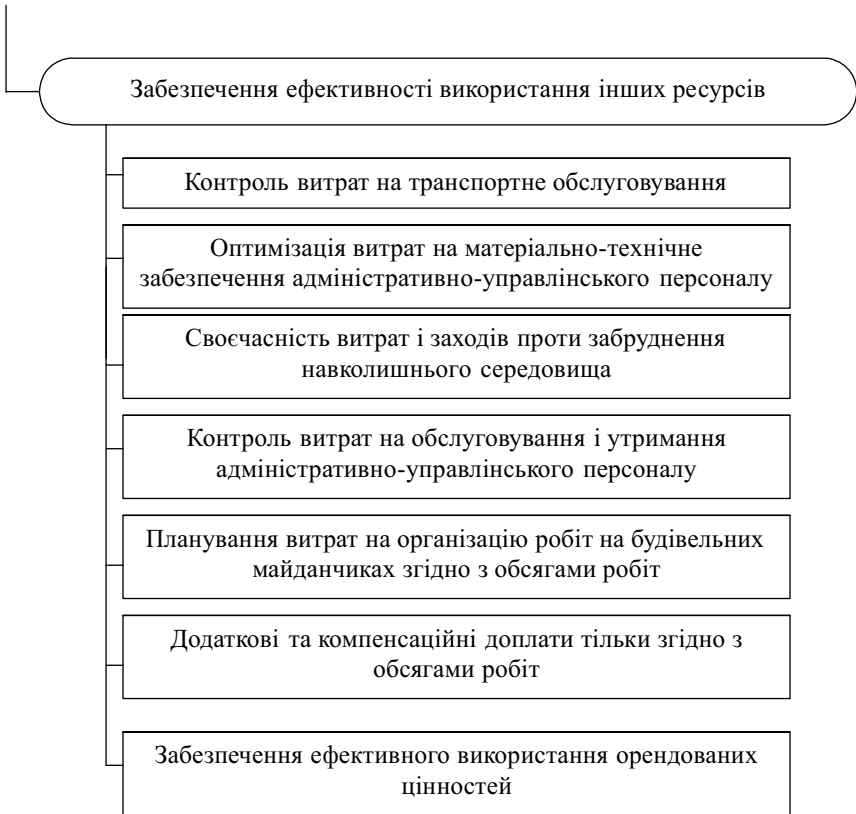 Забезпечення ефективності використання інших ресурсів
Контроль витрат на транспортне обслуговування
Оптимізація витрат на матеріально-технічне
забезпечення адміністративно-управлінського персоналу
Своєчасність витрат і заходів проти забруднення
навколишнього середовища
Контроль витрат на обслуговування і утримання
адміністративно-управлінського персоналу
Планування витрат на організацію робіт на будівельних
майданчиках згідно з обсягами робіт
Додаткові та компенсаційні доплати тільки згідно з
обсягами робіт
Забезпечення ефективного використання орендованих
цінностей